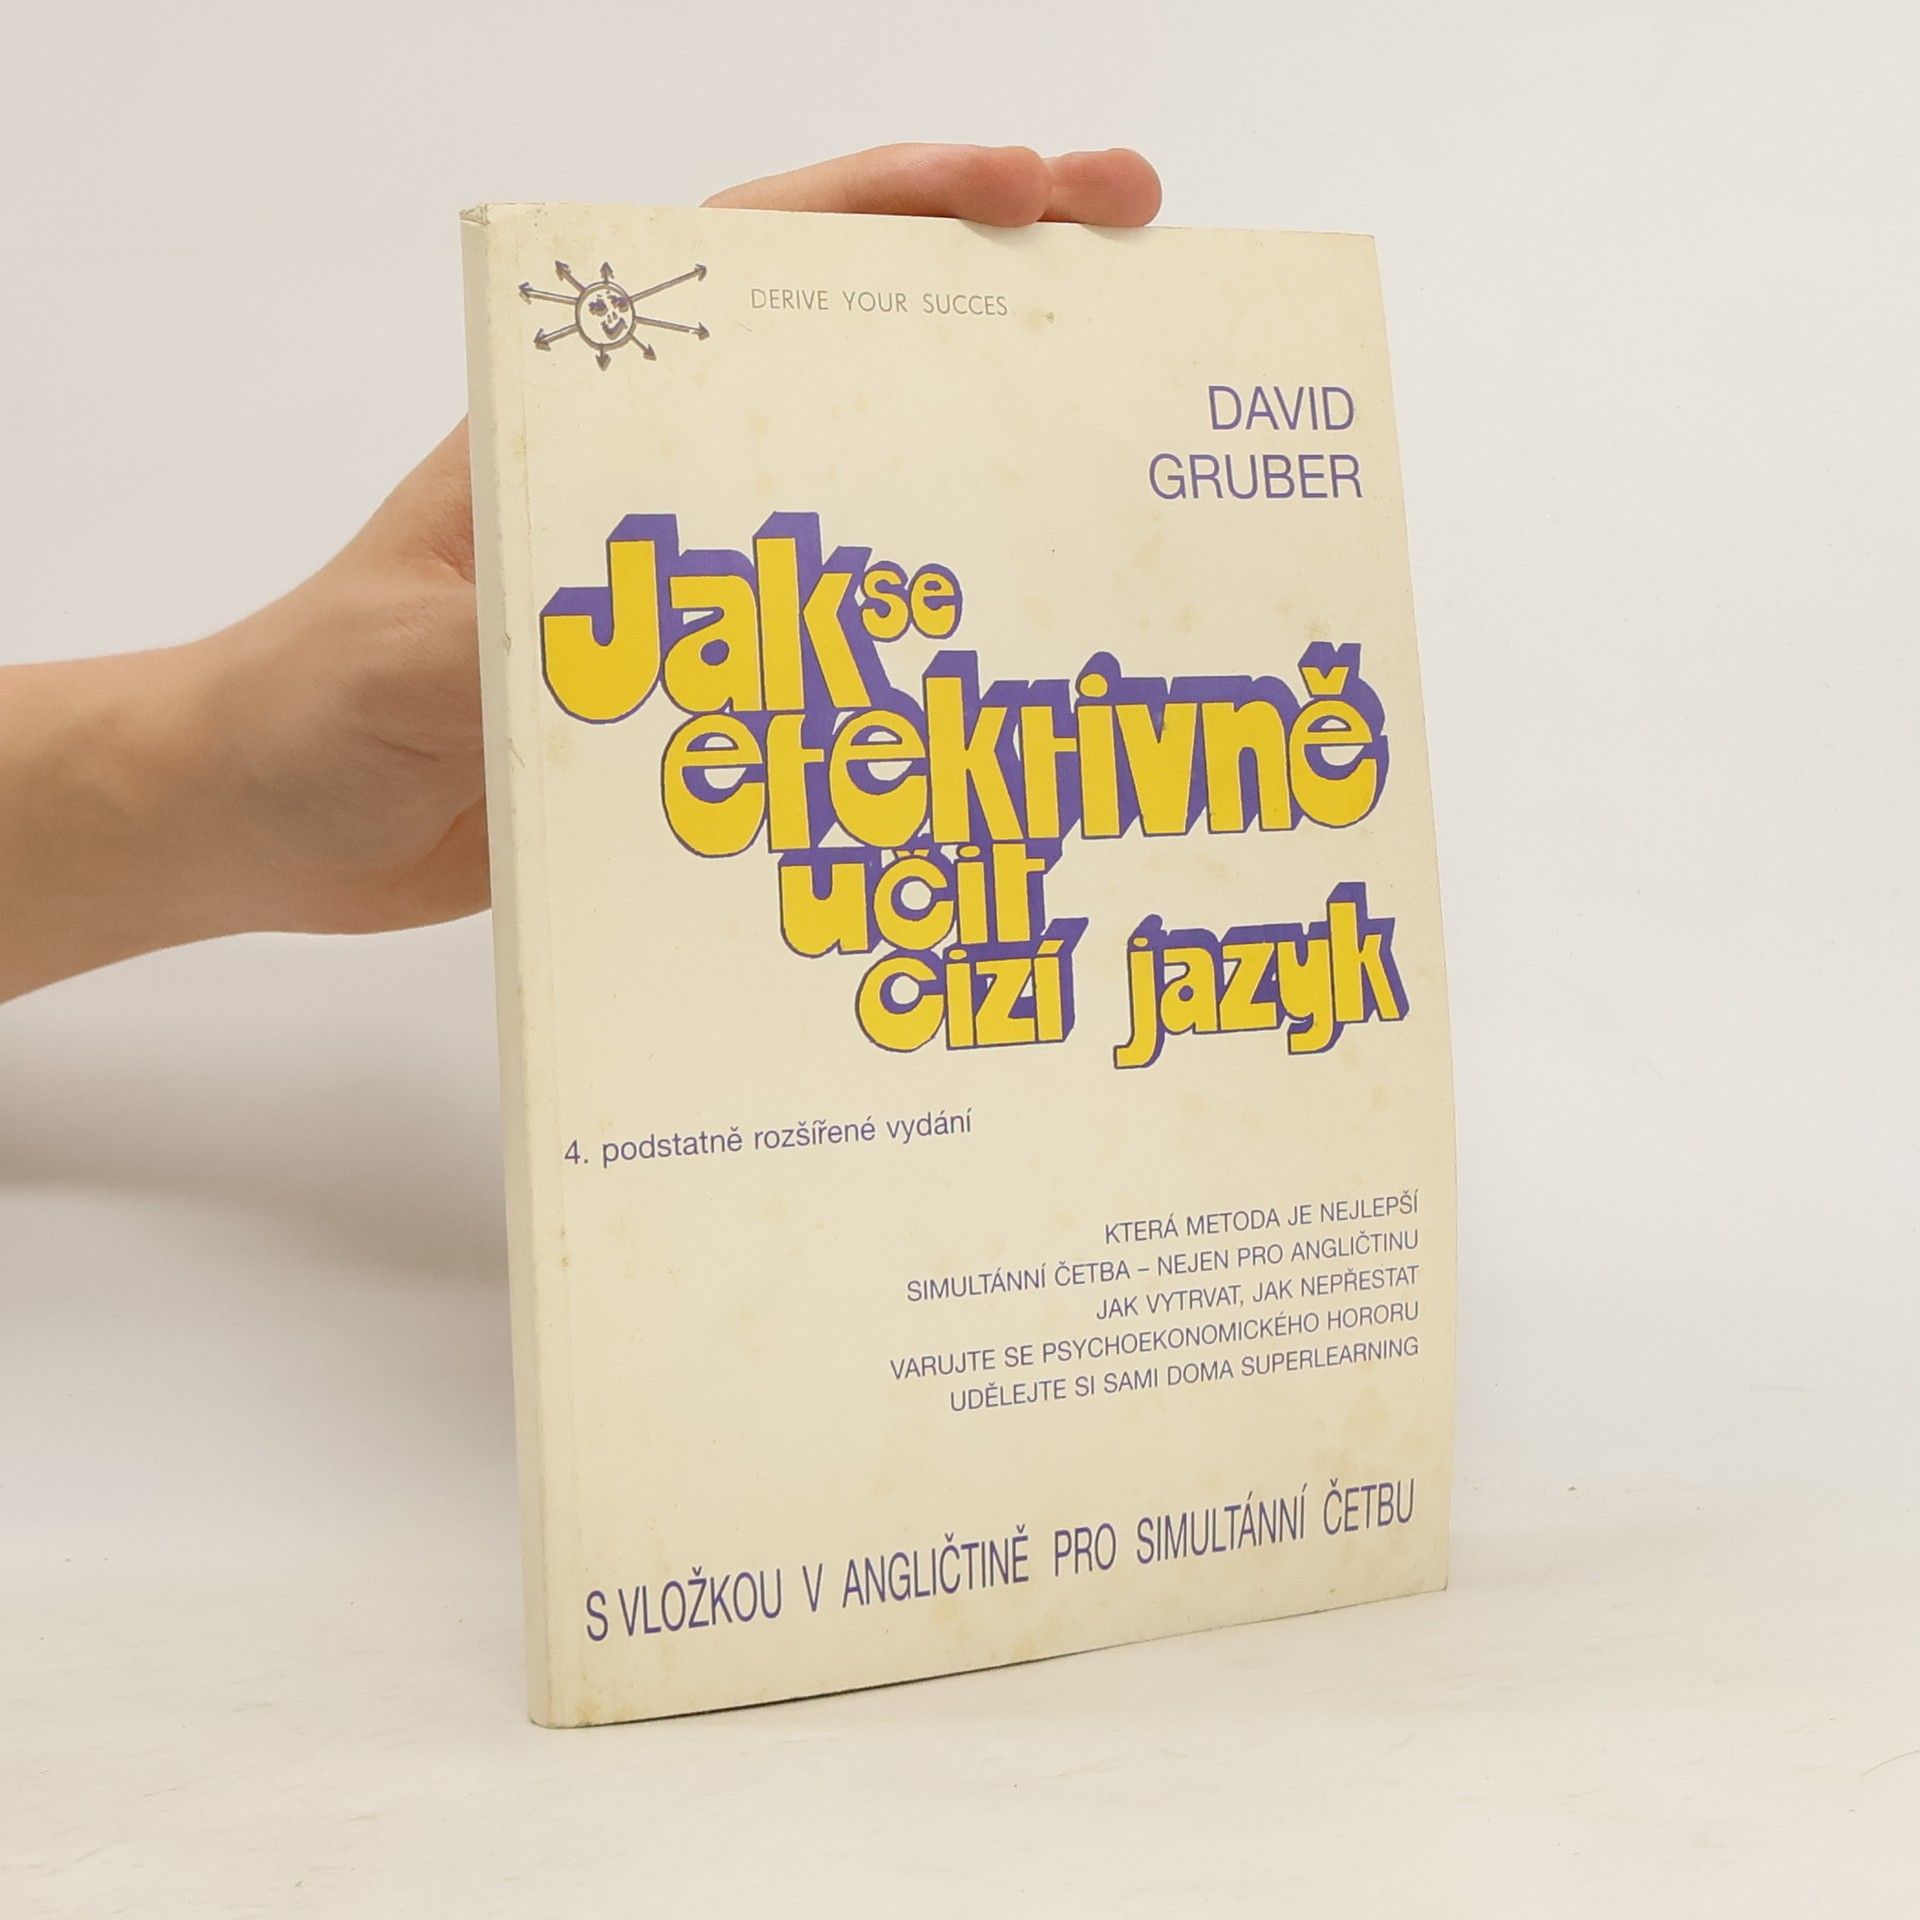 DERIVE YOUR SUCCES
DAVID
GRUBER
Jak se
efektivně
učit
cizí jazyk
4. podstatně rozšířené vydání
KTERÁ METODA JE NEJLEPŠÍ
SIMULTÁNNÍ ČETBA – NEJEN PRO ANGLIČTINU
JAK VYTRVAT, JAK NEPŘESTAT
VARUJTE SE PSYCHOEKONOMICKÉHO HORORU
UDĚLEJTE SI SAMI DOMA SUPERLEARNING
S VLOŽKOU V ANGLIČTINĚ PRO SIMULTÁNNÍ ČETBU